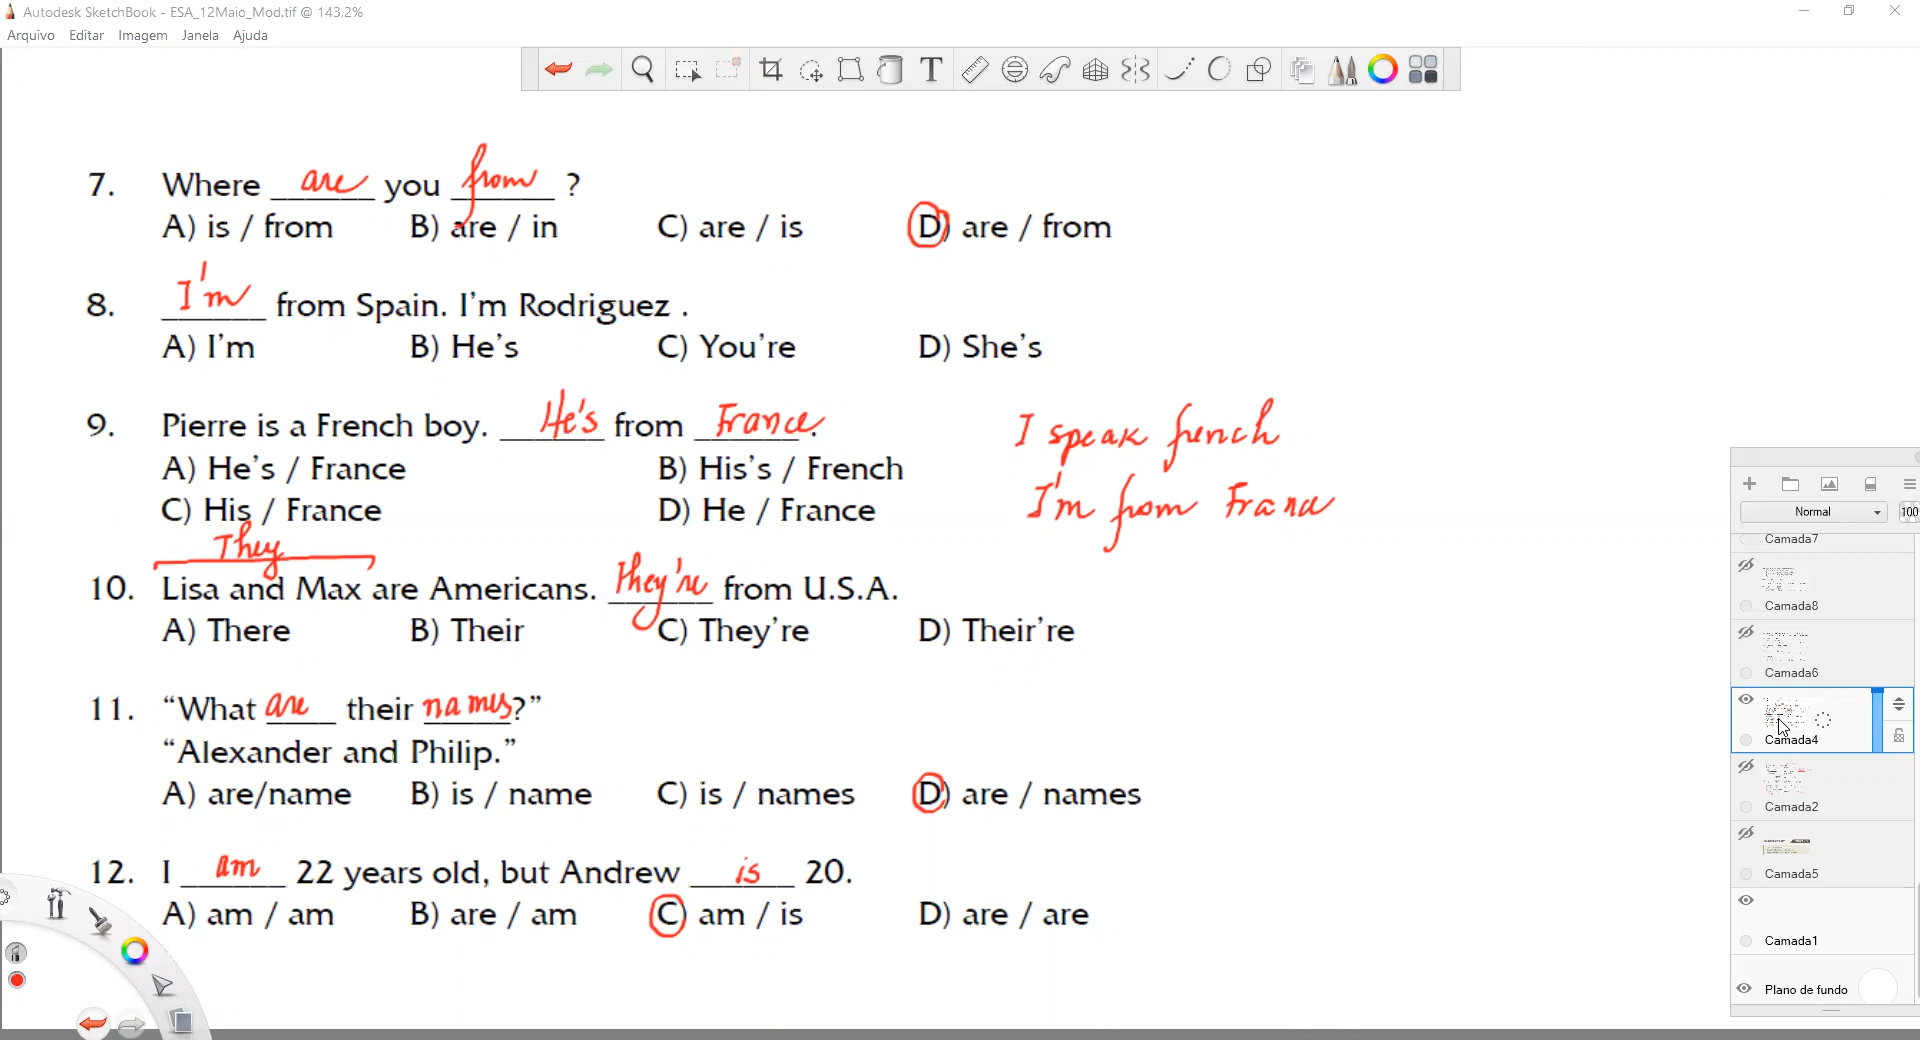 Autodesk SketchBook - ESA_12Maio_Mod.tif @ 143.2%
Arquivo Editar Imagem Janela Ajuda
7. Where are you from ?
A) is / from B) are / in C) are / is D) are / from
8. I'm from Spain. I'm Rodriguez .
A) I'm B) He's C) You're D) She's
9. Pierre is a French boy. He's from France.
I speak french
A) He's / France B) His's / French
C) His / France D) He / France
I'm from France
They
10. Lisa and Max are Americans. they're from U.S.A.
A) There B) Their C) They're D) Their're
11. “What are their names?”
“Alexander and Philip.”
A) are/name B) is / name C) is / names D) are / names
12. I am 22 years old, but Andrew is 20.
A) am / am B) are / am C) am / is D) are / are
Normal 100
Camada7
Camada8
Camada6
Camada4
Camada2
Camada5
Camada1
Plano de fundo